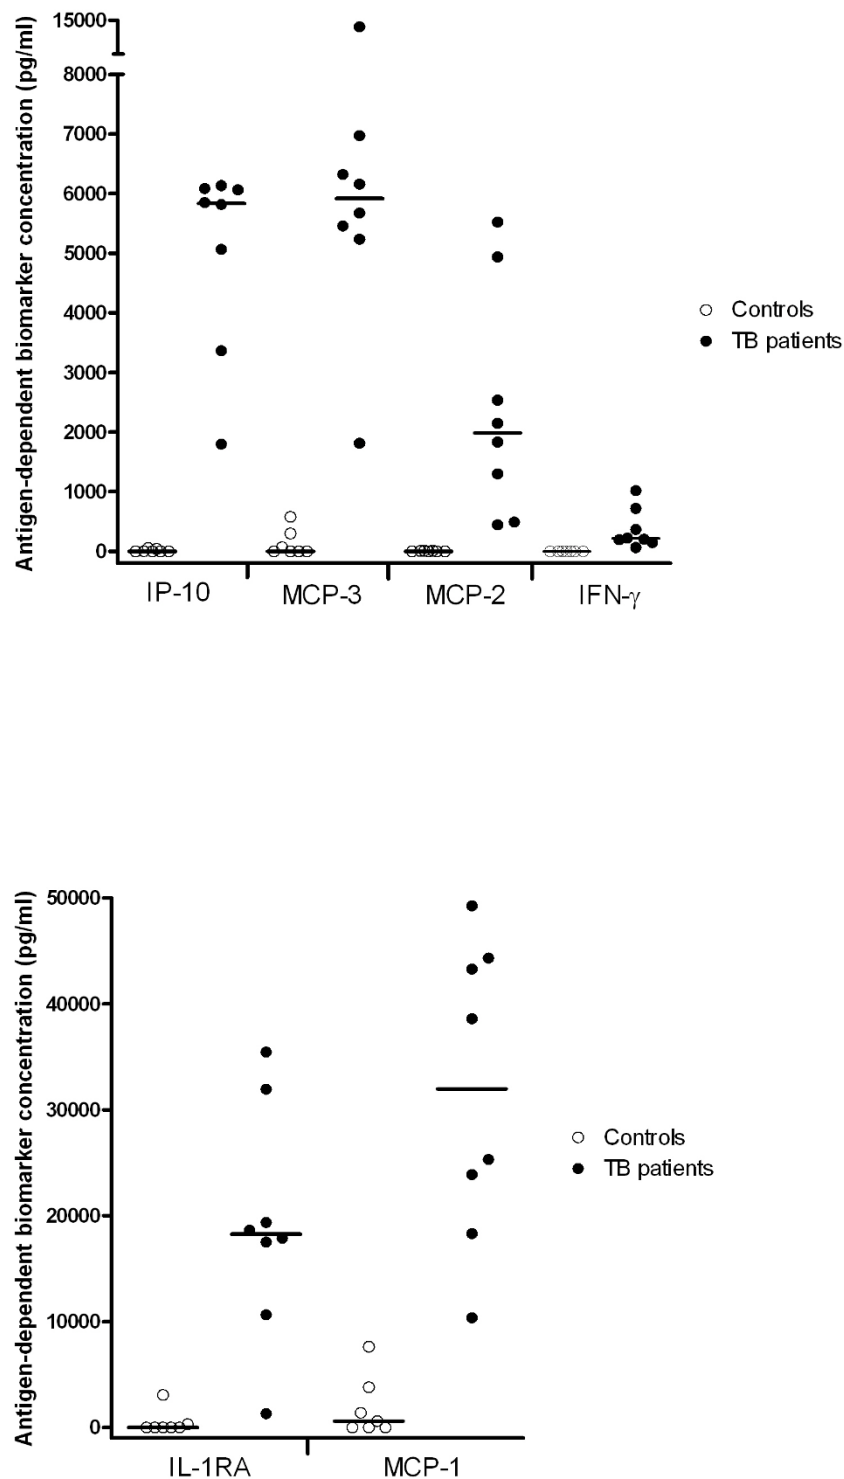 Antigen-dependent biomarker concentration (pg/ml)
15000
8000
7000
6000
5000
4000
3000
2000
1000
0
IP-10 MCP-3 MCP-2 IFN-γ
Controls
TB patients
Antigen-dependent biomarker concentration (pg/ml)
50000
40000
30000
20000
10000
0
IL-1RA MCP-1
Controls
TB patients